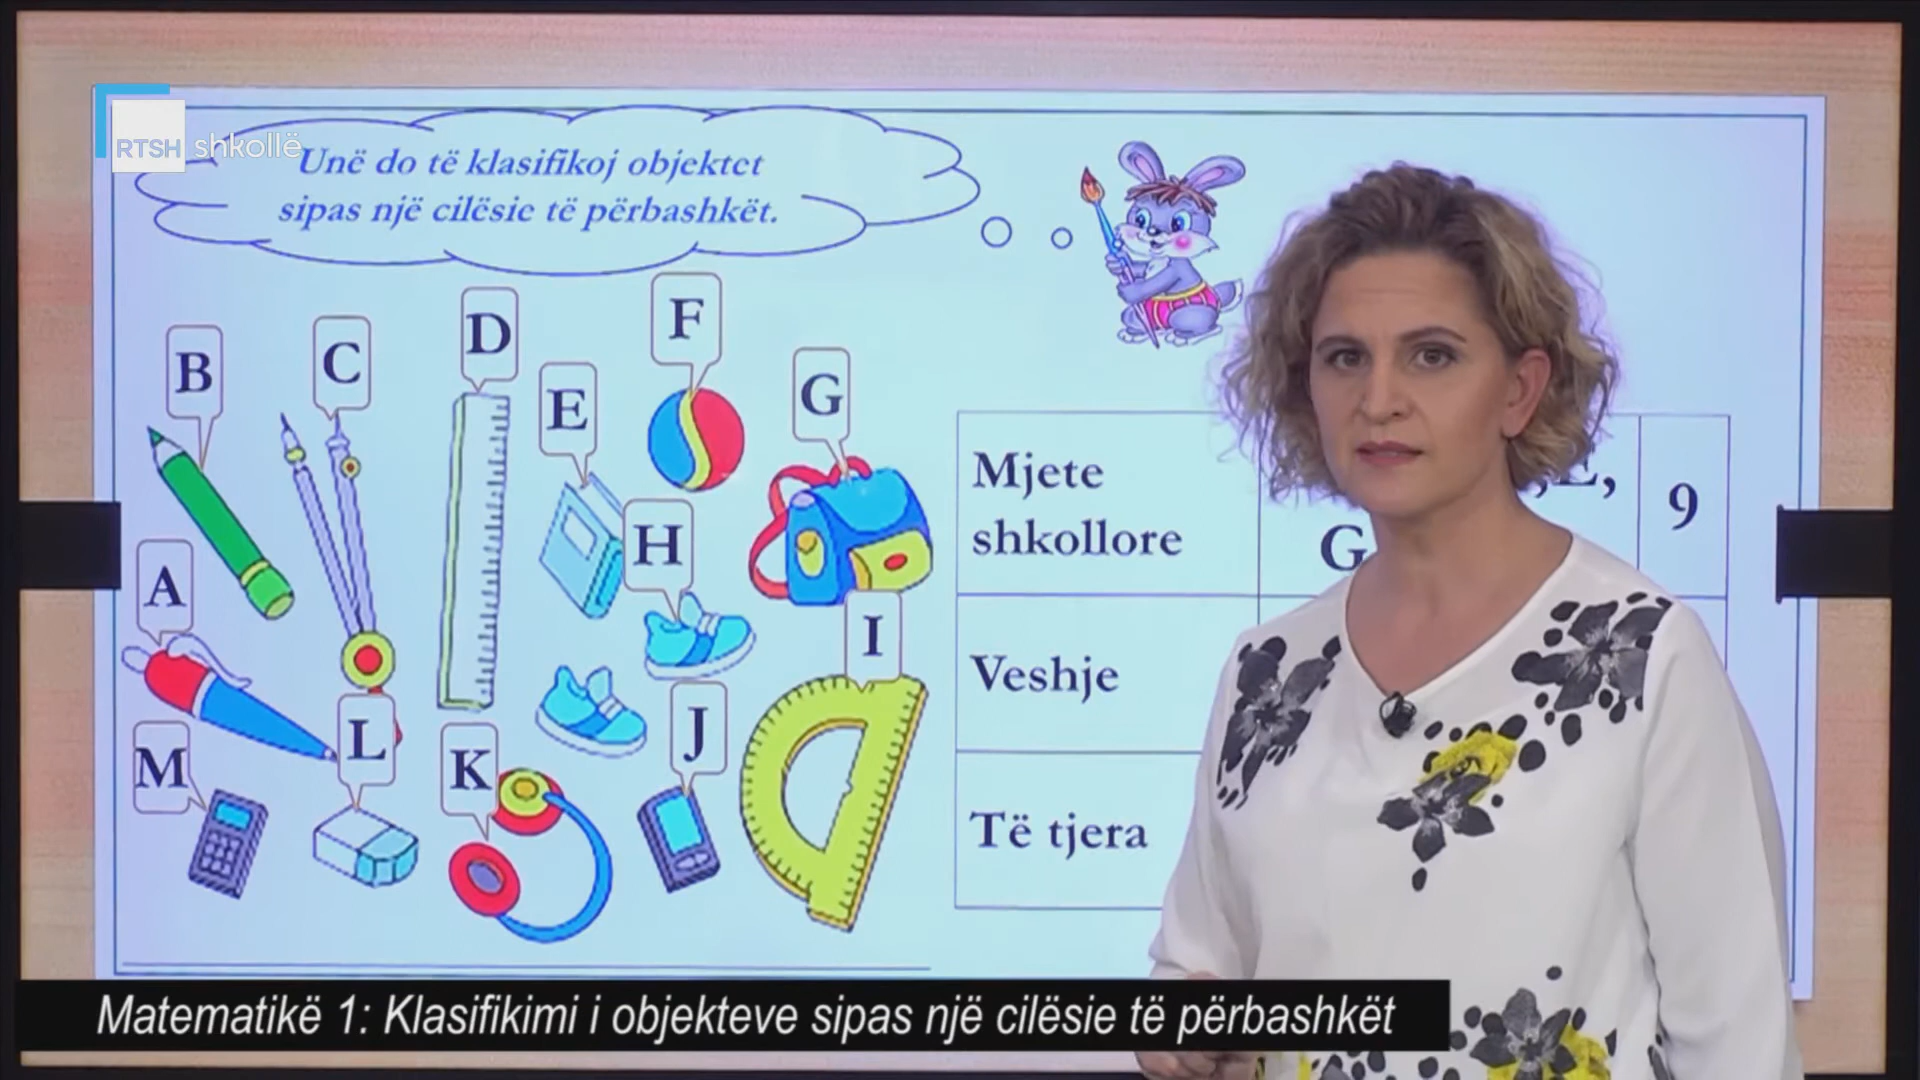 RTSH shkollë
Unë do të klasifikoj objektet
sipas një cilësie të përbashkët.
B
C
D
E
F
G
H
A
I
M
L
K
J
Mjete
shkollore
E,
G
9
Veshje
Të tjera
Matematikë 1: Klasifikimi i objekteve sipas një cilësie të përbashkët